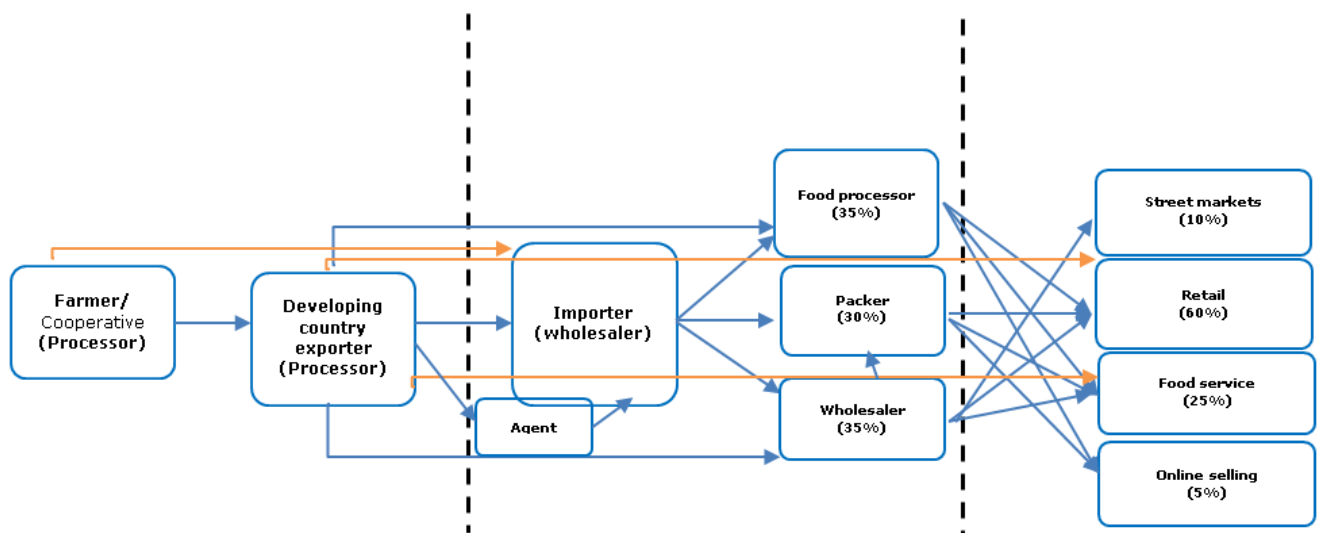 Farmer/
Cooperative
(Processor)
Developing
country
exporter
(Processor)
Importer
(wholesaler)
Agent
Food processor
(35%)
Packer
(30%)
Wholesaler
(35%)
Street markets
(10%)
Retail
(60%)
Food service
(25%)
Online selling
(5%)